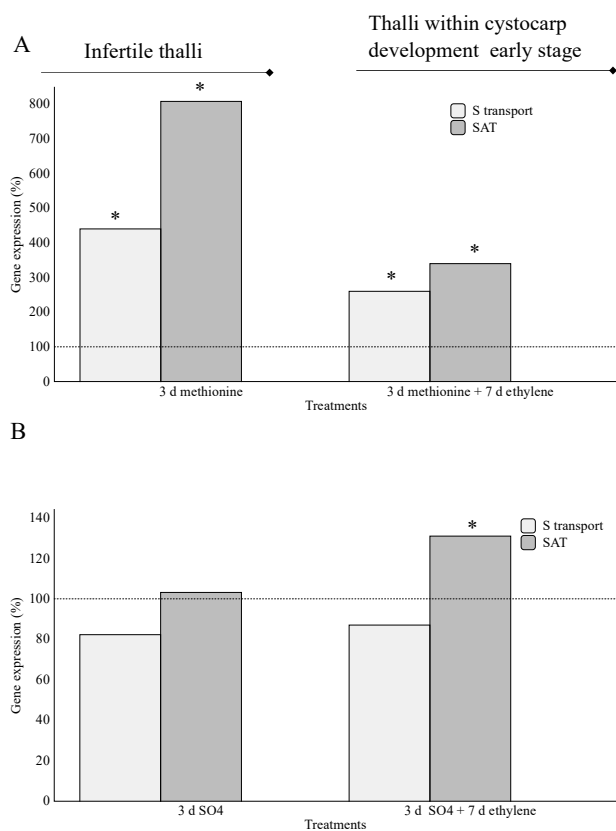 A
Infertile thalli
Thalli within cystocarp
development early stage
Gene expression (%)
800
700
600
500
400
300
200
100
0
*
*
*
*
S transport
SAT
3 d methionine
3 d methionine + 7 d ethylene
Treatments
B
Gene expression (%)
140
120
100
80
60
40
20
0
*
S transport
SAT
3 d SO4
3 d SO4 + 7 d ethylene
Treatments